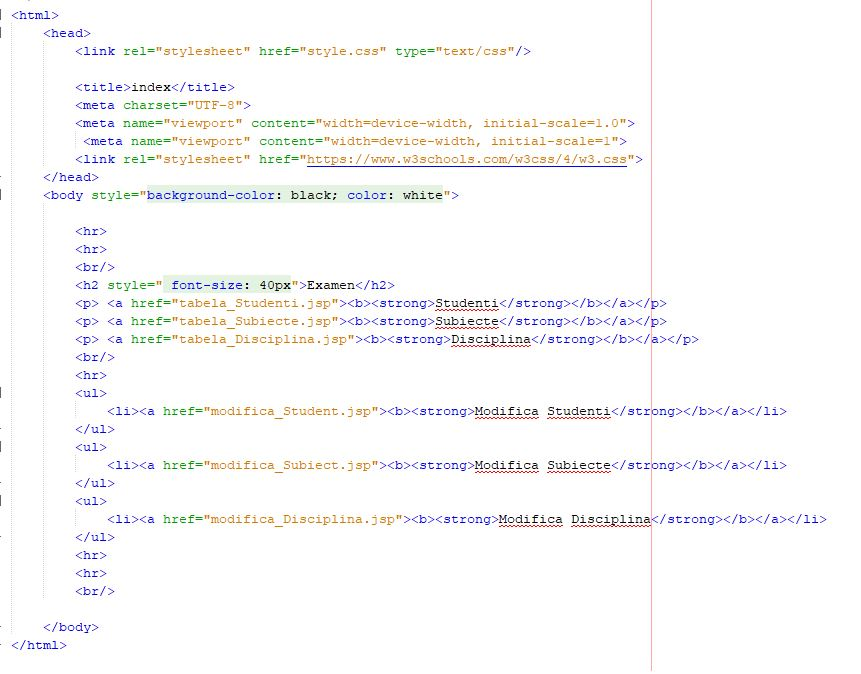 <html>
<head>
<link rel="stylesheet" href="style.css" type="text/css"/>
<title>index</title>
<meta charset="UTF-8">
<meta name="viewport" content="width=device-width, initial-scale=1.0">
<meta name="viewport" content="width=device-width, initial-scale=1">
<link rel="stylesheet" href="https://www.w3schools.com/w3css/4/w3.css">
</head>
<body style="background-color: black; color: white">
<hr>
<hr>
<br/>
<h2 style=" font-size: 40px">Examen</h2>
<p> <a href="tabela_Studenti.jsp"><b><strong>Studenti</strong></b></a></p>
<p> <a href="tabela_Subiecte.jsp"><b><strong>Subiecte</strong></b></a></p>
<p> <a href="tabela_Disciplina.jsp"><b><strong>Disciplina</strong></b></a></p>
<br/>
<hr>
<ul>
<li><a href="modifica_Student.jsp"><b><strong>Modifica Studenti</strong></b></a></li>
</ul>
<ul>
<li><a href="modifica_Subiect.jsp"><b><strong>Modifica Subiecte</strong></b></a></li>
</ul>
<ul>
<li><a href="modifica_Disciplina.jsp"><b><strong>Modifica Disciplina</strong></b></a></li>
</ul>
<hr>
<hr>
<br/>
</body>
</html>